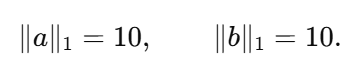 ‖a‖₁ = 10, ‖b‖₁ = 10.